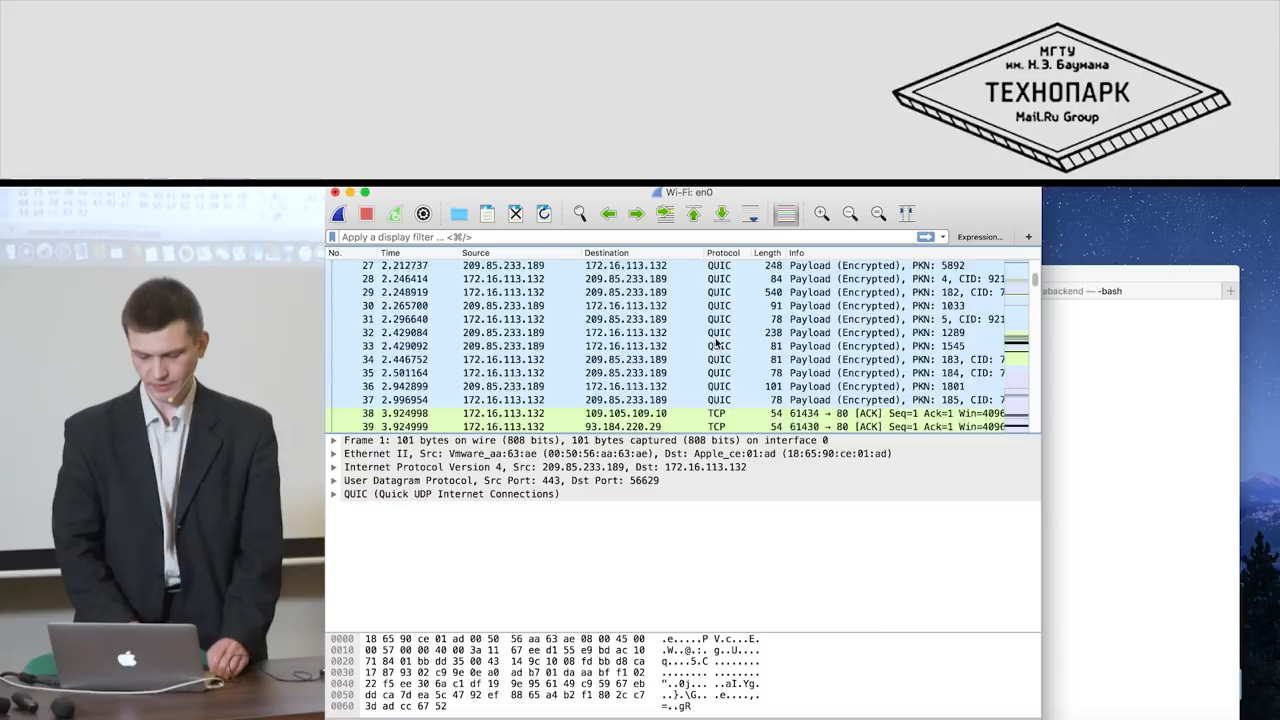 МГТУ
им. Н.Э. Баумана
ТЕХНОПАРК
Mail.Ru Group
Wi-Fi: en0
Apply a display filter ... <⌘/>
Expression...
+
No. Time Source Destination Protocol Length Info
27 2.212737 209.85.233.189 172.16.113.132 QUIC 248 Payload (Encrypted), PKN: 5892
28 2.246414 172.16.113.132 209.85.233.189 QUIC 84 Payload (Encrypted), PKN: 4, CID: 921
29 2.248919 172.16.113.132 209.85.233.189 QUIC 540 Payload (Encrypted), PKN: 182, CID: 7
30 2.265700 209.85.233.189 172.16.113.132 QUIC 91 Payload (Encrypted), PKN: 1033
31 2.296640 172.16.113.132 209.85.233.189 QUIC 78 Payload (Encrypted), PKN: 5, CID: 921
32 2.429084 209.85.233.189 172.16.113.132 QUIC 238 Payload (Encrypted), PKN: 1289
33 2.429092 209.85.233.189 172.16.113.132 QUIC 81 Payload (Encrypted), PKN: 1545
34 2.446752 172.16.113.132 209.85.233.189 QUIC 81 Payload (Encrypted), PKN: 183, CID: 7
35 2.501164 172.16.113.132 209.85.233.189 QUIC 78 Payload (Encrypted), PKN: 184, CID: 7
36 2.942899 209.85.233.189 172.16.113.132 QUIC 101 Payload (Encrypted), PKN: 1801
37 2.996954 172.16.113.132 209.85.233.189 QUIC 78 Payload (Encrypted), PKN: 185, CID: 7
38 3.924998 172.16.113.132 109.105.109.10 TCP 54 61434 → 80 [ACK] Seq=1 Ack=1 Win=4096
39 3.924999 172.16.113.132 93.184.220.29 TCP 54 61430 → 80 [ACK] Seq=1 Ack=1 Win=4096
abackend — -bash
+
Frame 1: 101 bytes on wire (808 bits), 101 bytes captured (808 bits) on interface 0
Ethernet II, Src: Vmware_aa:63:ae (00:50:56:aa:63:ae), Dst: Apple_ce:01:ad (18:65:90:ce:01:ad)
Internet Protocol Version 4, Src: 209.85.233.189, Dst: 172.16.113.132
User Datagram Protocol, Src Port: 443, Dst Port: 56629
QUIC (Quick UDP Internet Connections)
0000 18 65 90 ce 01 ad 00 50 56 aa 63 ae 08 00 45 00 .e.....P V.c...E.
0010 00 57 00 00 40 00 3a 11 67 ee d1 55 e9 bd ac 10 .W..@.:. g..U....
0020 71 84 01 bb dd 35 00 43 14 9c 10 08 fd bb d8 ca q....5.C ........
0030 17 87 93 02 c9 9e 0e a0 ad b7 01 da aa bf f1 02 ........ ........
0040 22 f5 ee 30 6a c1 df 19 9e 95 61 49 c9 59 67 eb "..0j... ..aI.Yg.
0050 dd ca 7d ea 5c 47 92 ef 88 65 a4 b2 f1 80 2c c7 ..}.\G.. .e....,.
0060 3d ad cc 67 52 =..gR